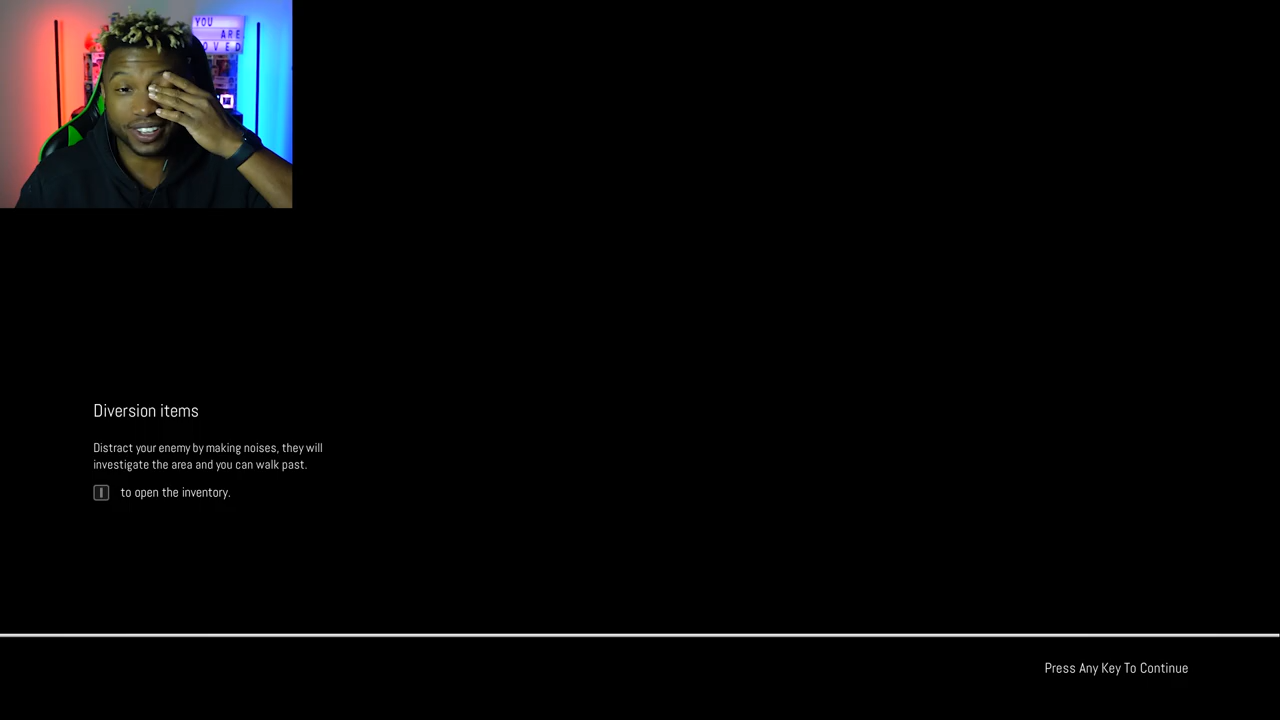 YOU
ARE
OVED
Diversion items
Distract your enemy by making noises, they will
investigate the area and you can walk past.
I to open the inventory.
Press Any Key To Continue